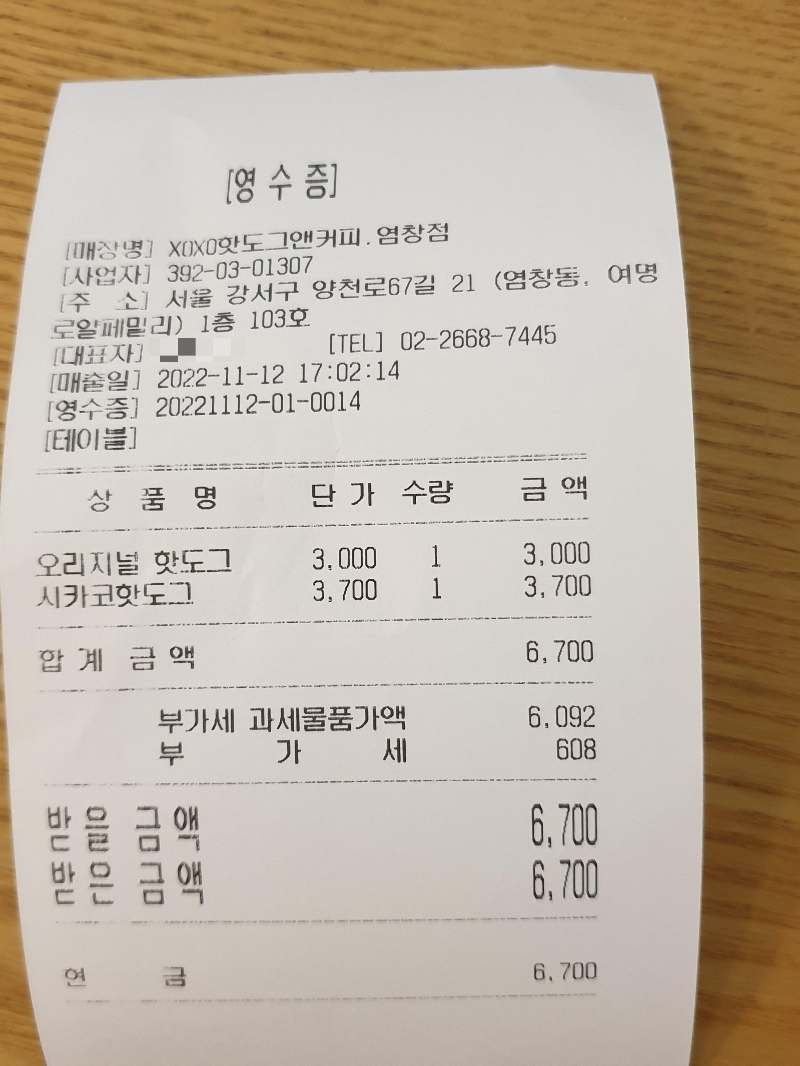 [영수증]
[매장명] XOXO핫도그앤커피.염창점
[사업자] 392-03-01307
[주 소] 서울 강서구 양천로67길 21 (염창동, 여명
로얄페밀리) 1층 103호
[대표자] [TEL] 02-2668-7445
[매출일] 2022-11-12 17:02:14
[영수증] 20221112-01-0014
[테이블]
상 품 명 단 가 수량 금 액
오리지널 핫도그 3,000 1 3,000
시카코핫도그 3,700 1 3,700
합 계 금 액 6,700
부가세 과세물품가액 6,092
부 가 세 608
받 을 금 액 6,700
받 은 금 액 6,700
현 금 6,700